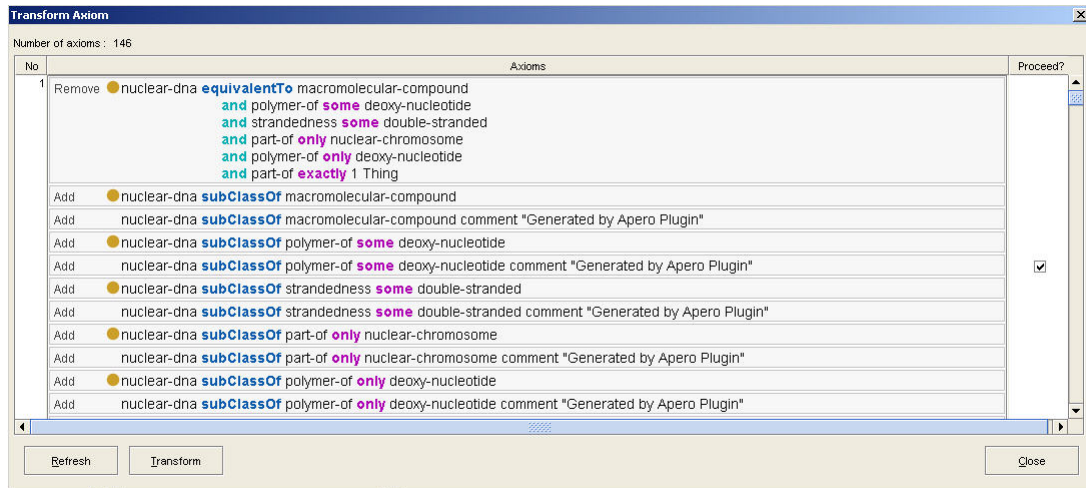 Transform Axiom
Number of axioms : 146
No Axioms Proceed?
1 Remove nuclear-dna equivalentTo macromolecular-compound
and polymer-of some deoxy-nucleotide
and strandedness some double-stranded
and part-of only nuclear-chromosome
and polymer-of only deoxy-nucleotide
and part-of exactly 1 Thing
Add nuclear-dna subClassOf macromolecular-compound
Add nuclear-dna subClassOf macromolecular-compound comment "Generated by Apero Plugin"
Add nuclear-dna subClassOf polymer-of some deoxy-nucleotide
Add nuclear-dna subClassOf polymer-of some deoxy-nucleotide comment "Generated by Apero Plugin"
Add nuclear-dna subClassOf strandedness some double-stranded
Add nuclear-dna subClassOf strandedness some double-stranded comment "Generated by Apero Plugin"
Add nuclear-dna subClassOf part-of only nuclear-chromosome
Add nuclear-dna subClassOf part-of only nuclear-chromosome comment "Generated by Apero Plugin"
Add nuclear-dna subClassOf polymer-of only deoxy-nucleotide
Add nuclear-dna subClassOf polymer-of only deoxy-nucleotide comment "Generated by Apero Plugin"
Refresh Transform Close